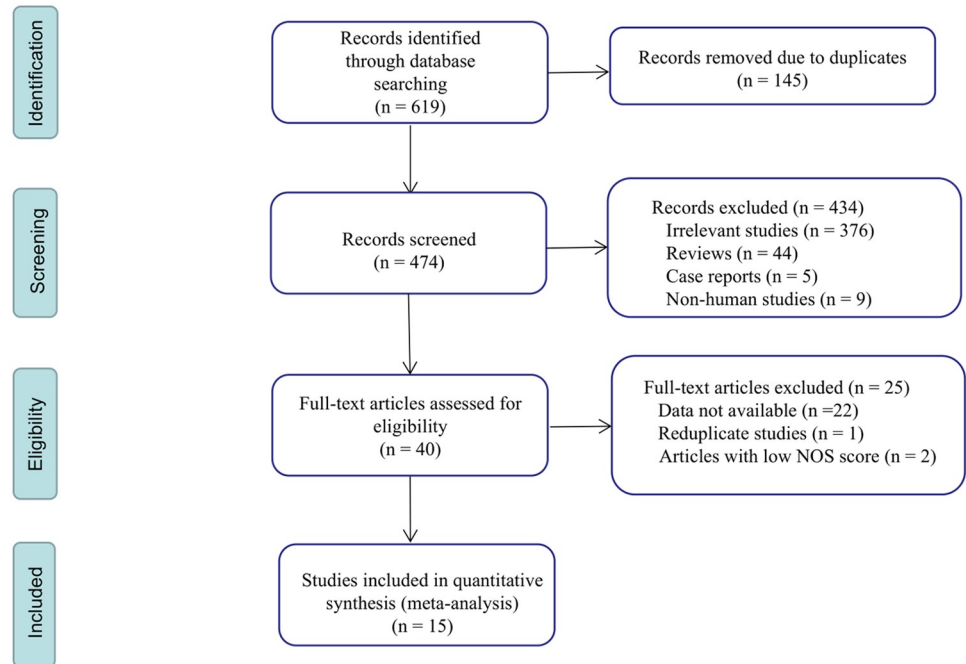 Identification
Records identified
through database
searching
(n = 619)
Records removed due to duplicates
(n = 145)
Screening
Records screened
(n = 474)
Records excluded (n = 434)
Irrelevant studies (n = 376)
Reviews (n = 44)
Case reports (n = 5)
Non-human studies (n = 9)
Eligibility
Full-text articles assessed for
eligibility
(n = 40)
Full-text articles excluded (n = 25)
Data not available (n =22)
Reduplicate studies (n = 1)
Articles with low NOS score (n = 2)
Included
Studies included in quantitative
synthesis (meta-analysis)
(n = 15)